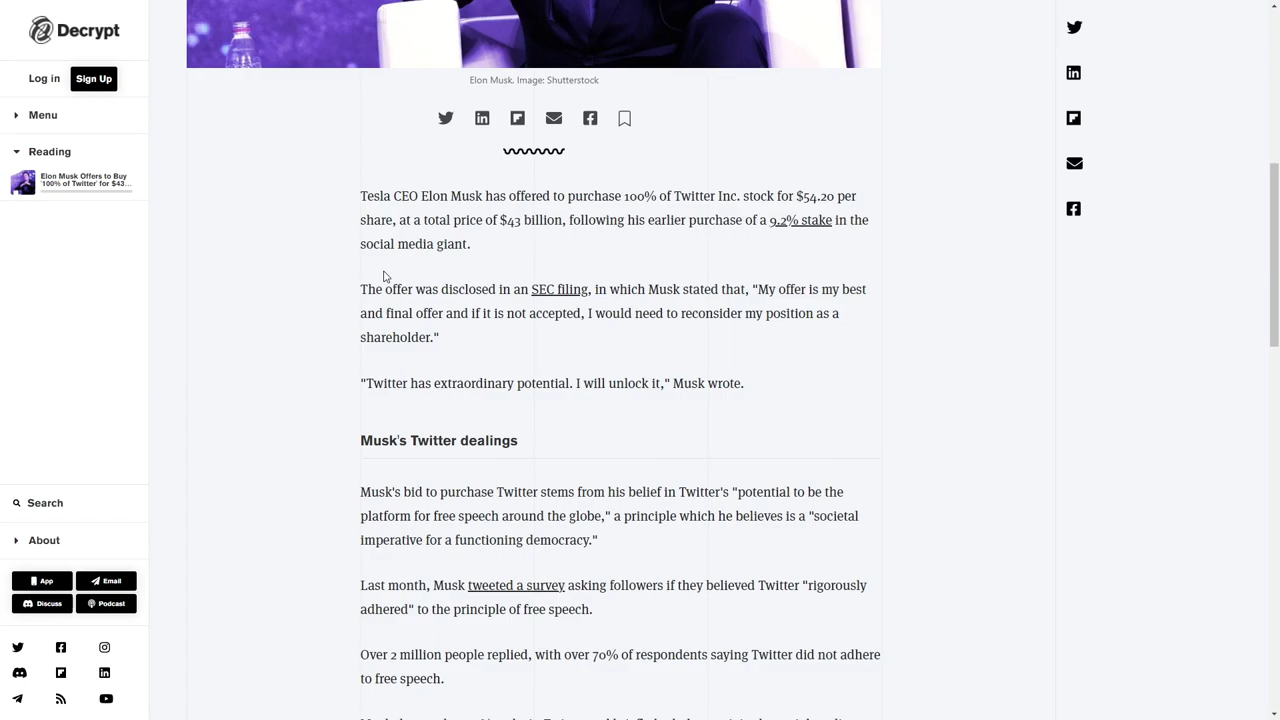 Decrypt
Log in Sign Up
Menu
Reading
Elon Musk Offers to Buy
'100% of Twitter' for $43...
Search
About
App Email
Discuss Podcast
Elon Musk. Image: Shutterstock
Tesla CEO Elon Musk has offered to purchase 100% of Twitter Inc. stock for $54.20 per
share, at a total price of $43 billion, following his earlier purchase of a 9.2% stake in the
social media giant.
The offer was disclosed in an SEC filing, in which Musk stated that, "My offer is my best
and final offer and if it is not accepted, I would need to reconsider my position as a
shareholder."
"Twitter has extraordinary potential. I will unlock it," Musk wrote.
Musk's Twitter dealings
Musk's bid to purchase Twitter stems from his belief in Twitter's "potential to be the
platform for free speech around the globe," a principle which he believes is a "societal
imperative for a functioning democracy."
Last month, Musk tweeted a survey asking followers if they believed Twitter "rigorously
adhered" to the principle of free speech.
Over 2 million people replied, with over 70% of respondents saying Twitter did not adhere
to free speech.